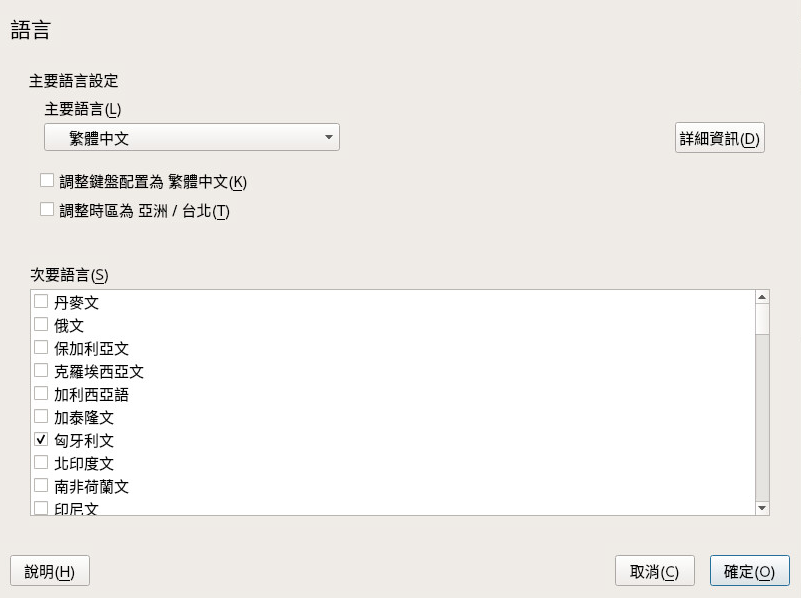 語言
主要語言設定
主要語言(L)
繁體中文
詳細資訊(D)
調整鍵盤配置為 繁體中文(K)
調整時區為 亞洲 / 台北(T)
次要語言(S)
丹麥文
俄文
保加利亞文
克羅埃西亞文
加利西亞語
加泰隆文
匈牙利文
北印度文
南非荷蘭文
印尼文
說明(H)
取消(C)
確定(O)